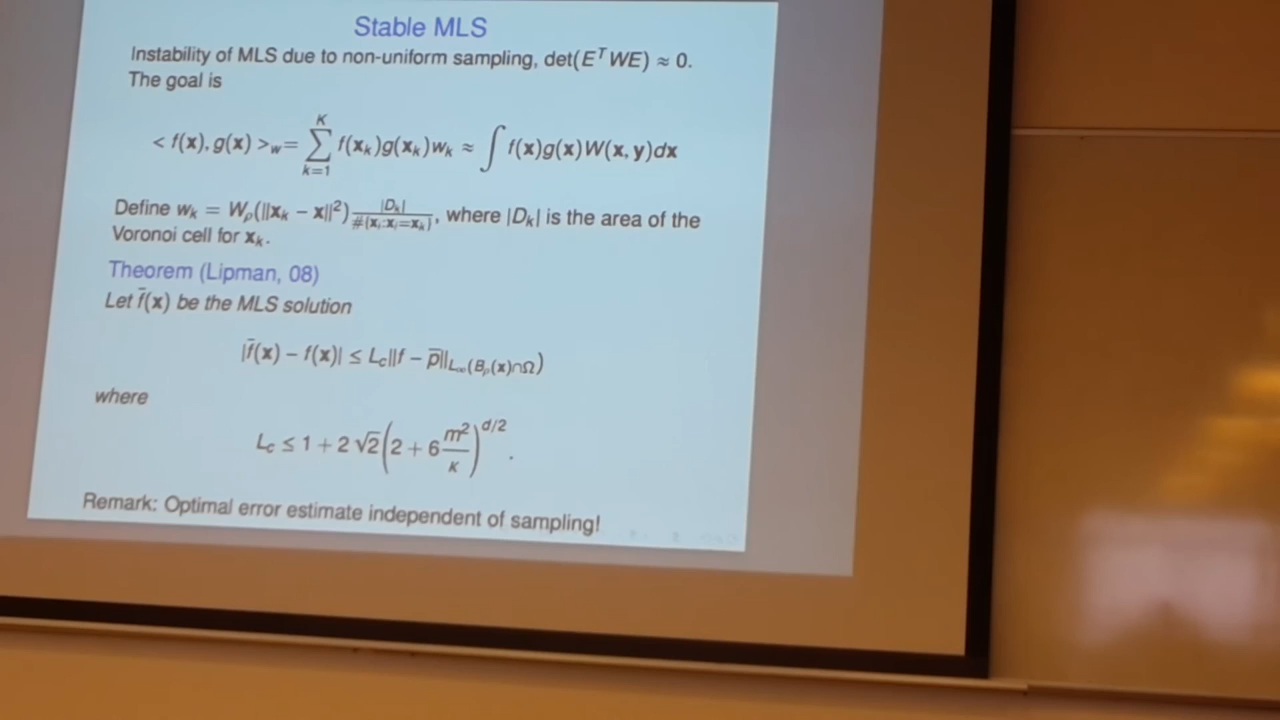 Stable MLS
Instability of MLS due to non-uniform sampling, det(EᵀWE) ≈ 0.
The goal is
< f(x), g(x) >_w= ∑_{k=1}^{K} f(x_k)g(x_k)w_k ≈ ∫ f(x)g(x)W(x, y)dx
Define w_k = W_ρ(||x_k − x||²) |D_k| / #{x_i:x_i=x_k}, where |D_k| is the area of the
Voronoi cell for x_k.
Theorem (Lipman, 08)
Let f̄(x) be the MLS solution
|f̄(x) − f(x)| ≤ L_c||f − p̄||_{L_∞(B_ρ(x)∩Ω)}
where
L_c ≤ 1 + 2√2(2 + 6 m²/κ)^{d/2}.
Remark: Optimal error estimate independent of sampling!